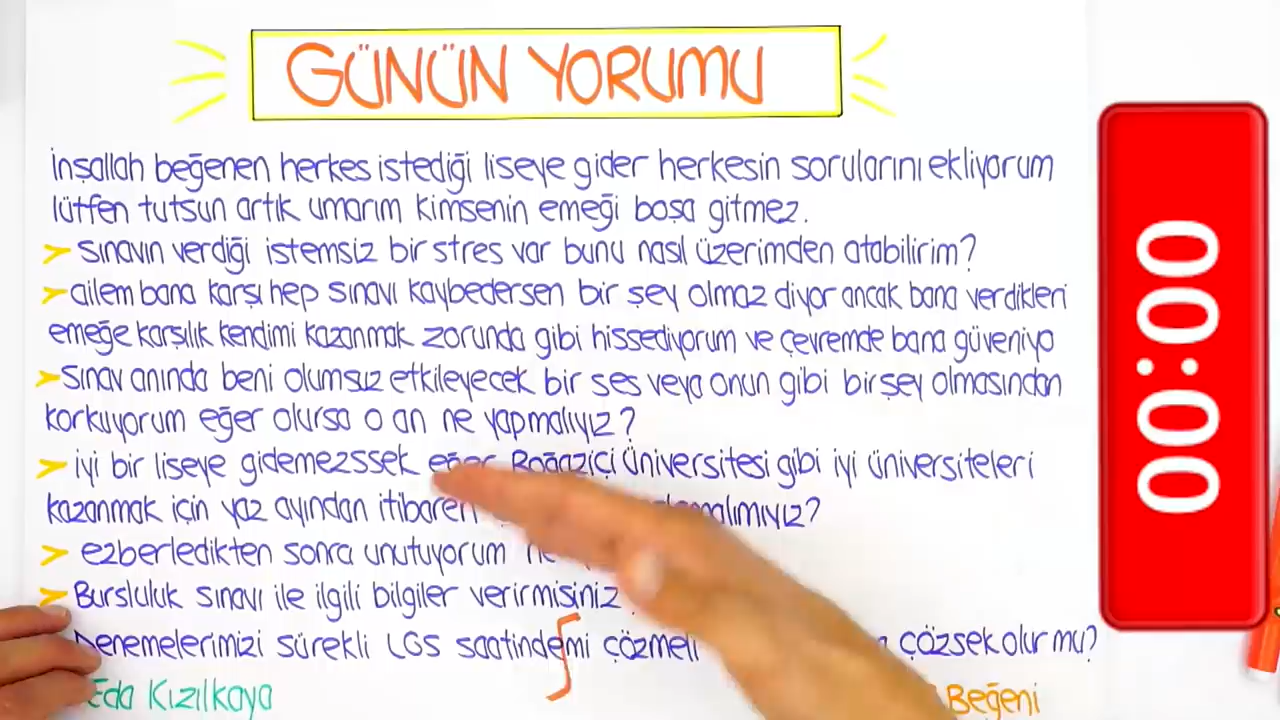 GÜNÜN YORUMU
İnşallah beğenen herkes istediği liseye gider herkesin sorularını ekliyorum
lütfen tutsun artık umarım kimsenin emeği boşa gitmez.
➢ sınavın verdiği istemsiz bir stres var bunu nasıl üzerimden atabilirim?
➢ ailem bana karşı hep sınavı kaybedersen bir şey olmaz diyor ancak bana verdikleri
emeğe karşılık kendimi kazanmak zorunda gibi hissediyorum ve çevremde bana güveniyo
➢ sınav anında beni olumsuz etkileyecek bir ses veya onun gibi birşey olmasından
korkuyorum eğer olursa o an ne yapmalıyız?
➢ iyi bir liseye gidemezssek eğer Boğaziçi üniversitesi gibi iyi üniversiteleri
kazanmak için yaz ayından itibaren
➢ ezberledikten sonra unutuyorum ne
➢ Bursluluk sınavı ile ilgili bilgiler verirmisiniz
Denemelerimizi sürekli LGS saatindemi çözmeli çözsek olur mu?
Eda Kızılkaya Beğeni
00:00